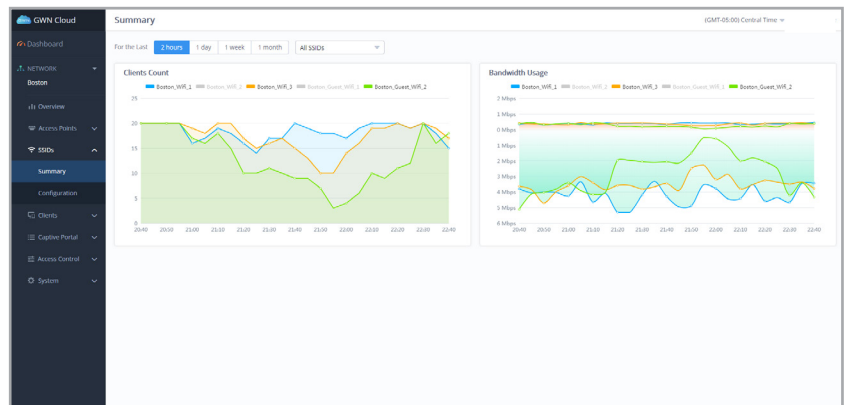 GWN Cloud
Summary
(GMT-05:00) Central Time
Dashboard
For the Last 2 hours 1 day 1 week 1 month All SSIDs
NETWORK
Boston
Overview
Access Points
SSIDs
Summary
Configuration
Clients
Captive Portal
Access Control
System
Clients Count
Boston_Wifi_1 Boston_Wifi_2 Boston_Wifi_3 Boston_Guest_Wifi_1 Boston_Guest_Wifi_2
25
20
15
10
5
0
20:40 20:50 21:00 21:10 21:20 21:30 21:40 21:50 22:00 22:10 22:20 22:30 22:40
Bandwidth Usage
Boston_Wifi_1 Boston_Wifi_2 Boston_Wifi_3 Boston_Guest_Wifi_1 Boston_Guest_Wifi_2
2 Mbps
1 Mbps
0 Mbps
1 Mbps
2 Mbps
3 Mbps
4 Mbps
5 Mbps
6 Mbps
20:40 20:50 21:00 21:10 21:20 21:30 21:40 21:50 22:00 22:10 22:20 22:30 22:40